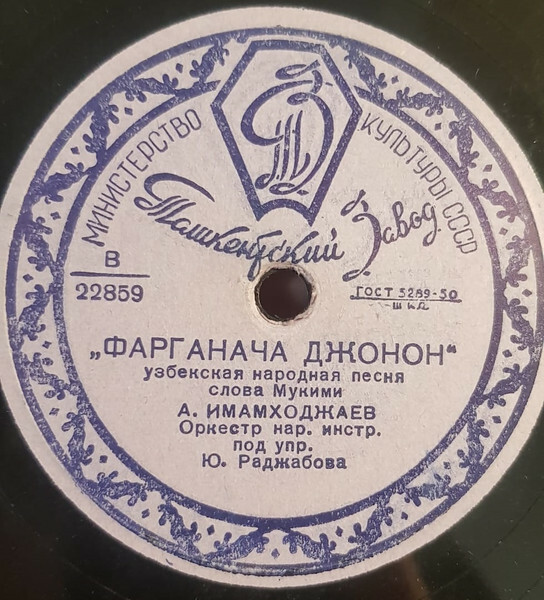 МИНИСТЕРСТВО КУЛЬТУРЫ СССР
Ташкентский Завод
В
22859
ГОСТ 5289-50
„ФАРГАНАЧА ДЖОНОН“
узбекская народная песня
слова Мукими
А. ИМАМХОДЖАЕВ
Оркестр нар. инстр.
под упр.
Ю. Раджабова